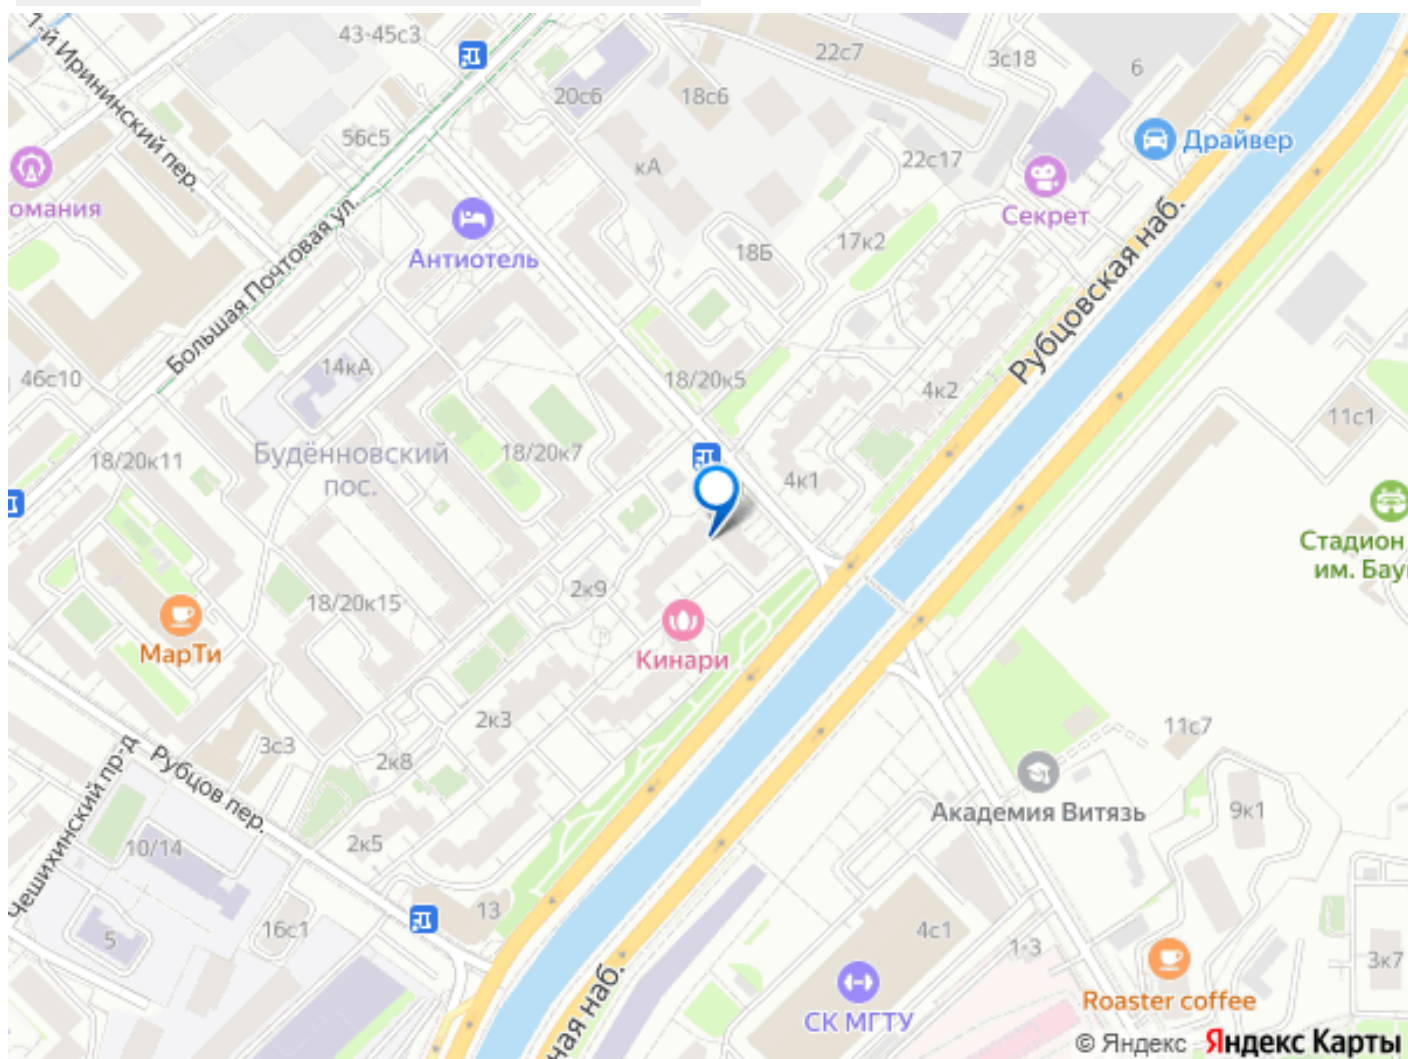 43-45с3
22с7
3с18
6
1-й Ирининский пер.
20с6
18с6
56с5
Драйвер
22с17
кА
омания
Секрет
Рубцовская наб.
Большая Почтовая ул.
Антиотель
18Б
17к2
46с10
14кА
18/20к5
4к2
11с1
Будённовский
пос.
18/20к11
18/20к7
4к1
Стадион
им. Бау
2к9
18/20к15
МарТи
Кинари
2к3
3с3
2к8
11с7
Рубцов пер.
Чешихинский пр-д
Академия Витязь
9к1
10/14
2к5
13
16с1
5
4с1
1-3
3к7
ная наб.
СК МГТУ
Roaster coffee
© Яндекс Яндекс Карты